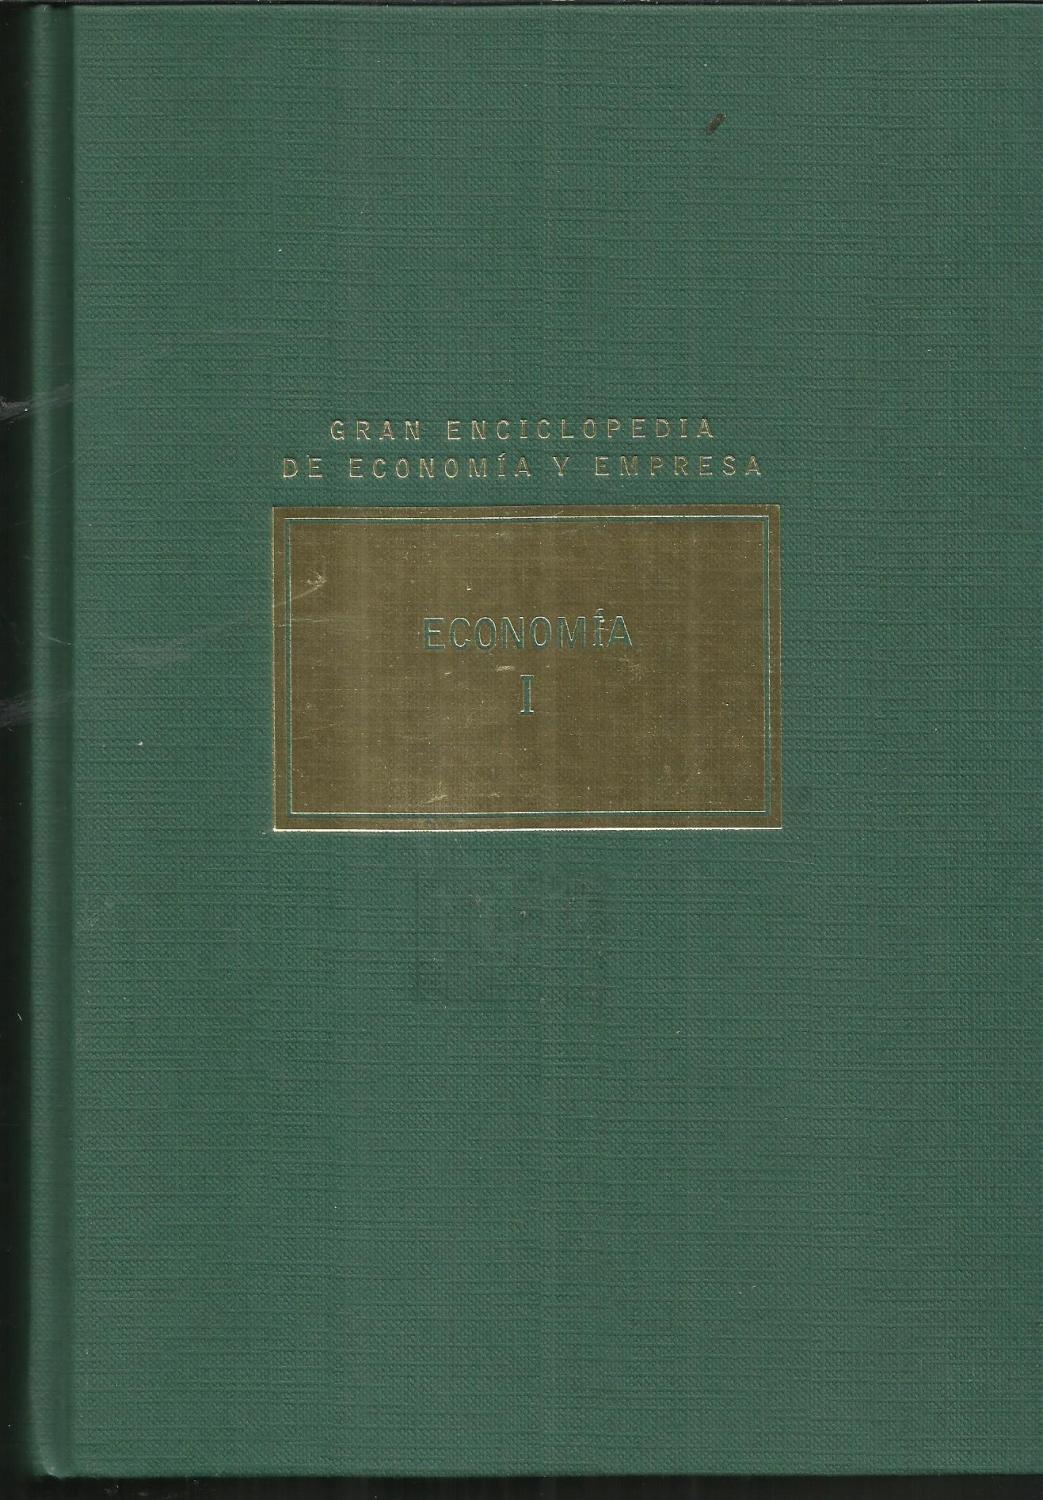 GRAN ENCICLOPEDIA
DE ECONOMÍA Y EMPRESA
ECONOMÍA
I